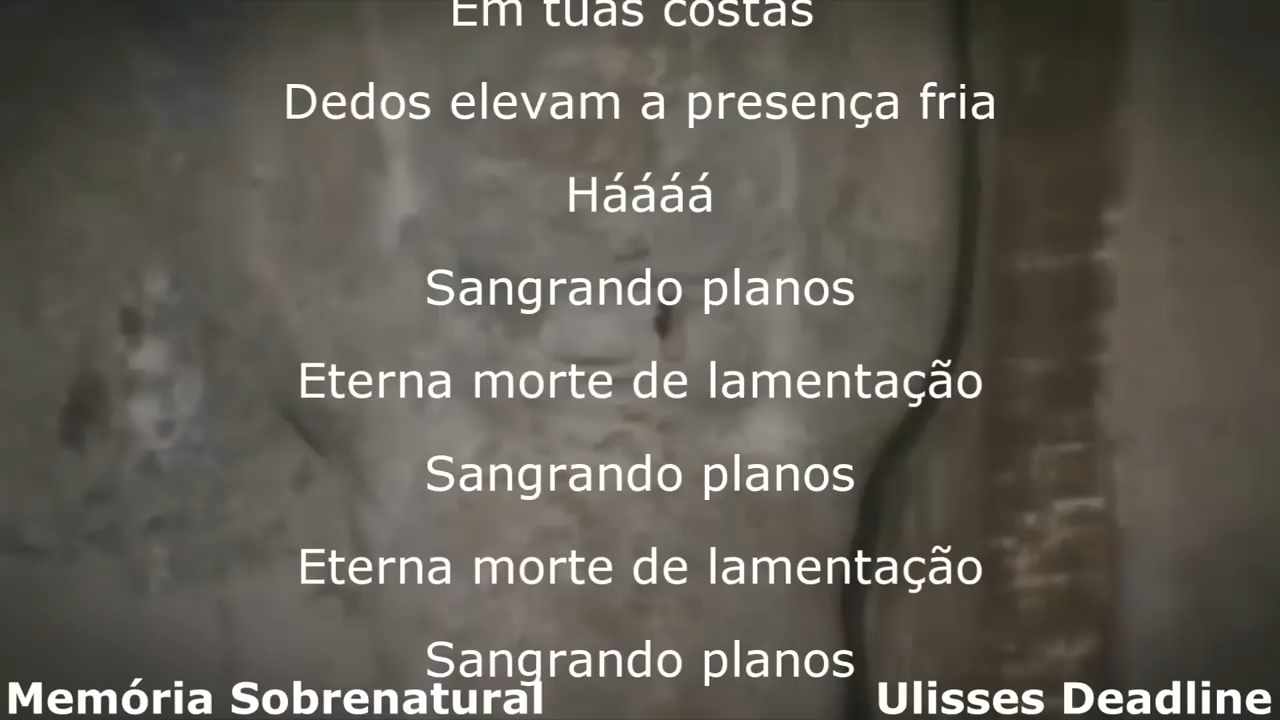 Em tuas costas
Dedos elevam a presença fria
Háááá
Sangrando planos
Eterna morte de lamentação
Sangrando planos
Eterna morte de lamentação
Sangrando planos
Memória Sobrenatural
Ulisses Deadline